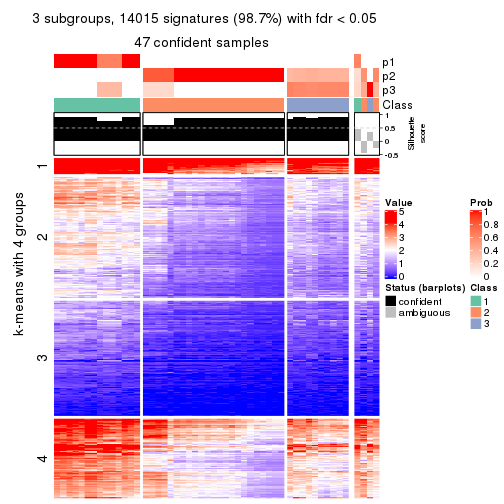 3 subgroups, 14015 signatures (98.7%) with fdr < 0.05
47 confident samples
p1
p2
p3
Class
1
0.5
0
-0.5
Silhouette
score
k-means with 4 groups
1
2
3
4
Value
5
4
3
2
1
0
Prob
1
0.8
0.6
0.4
0.2
0
Status (barplots)
confident
ambiguous
Class
1
2
3